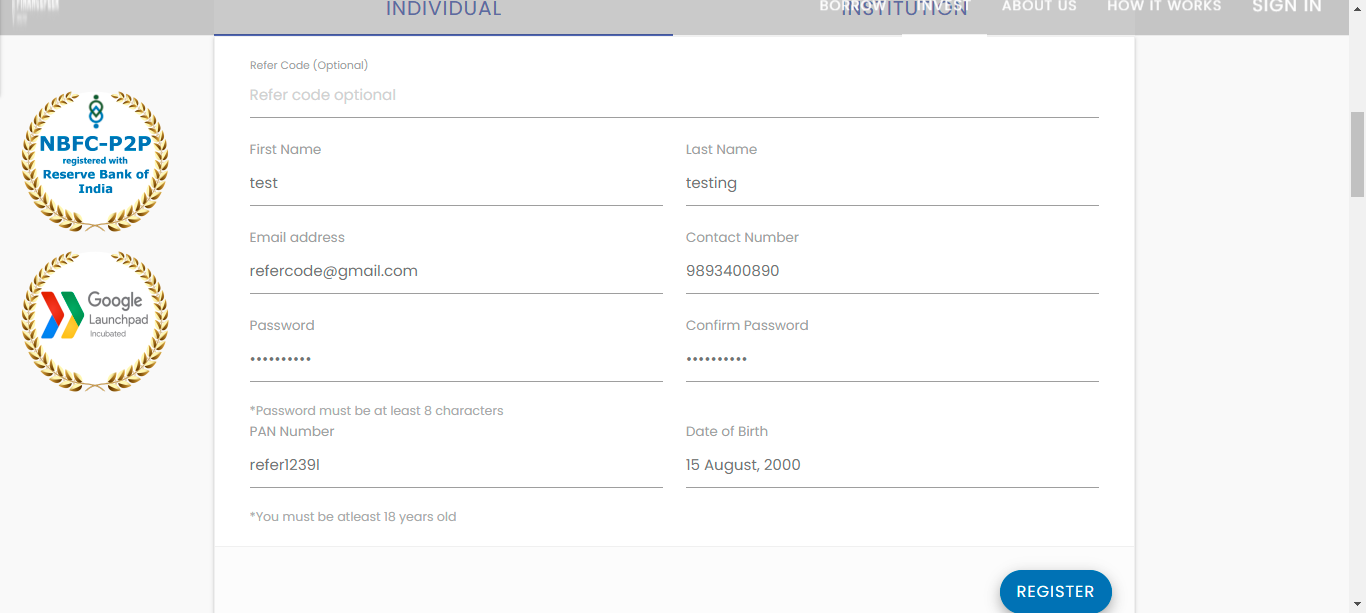 INDIVIDUAL
INSTITUTION
BORROW INVEST ABOUT US HOW IT WORKS SIGN IN
NBFC-P2P
registered with
Reserve Bank of
India
Google
Launchpad
Incubated
Refer Code (Optional)
Refer code optional
First Name
test
Last Name
testing
Email address
refercode@gmail.com
Contact Number
9893400890
Password
••••••••••
Confirm Password
••••••••••
*Password must be at least 8 characters
PAN Number
refer1239l
Date of Birth
15 August, 2000
*You must be atleast 18 years old
REGISTER